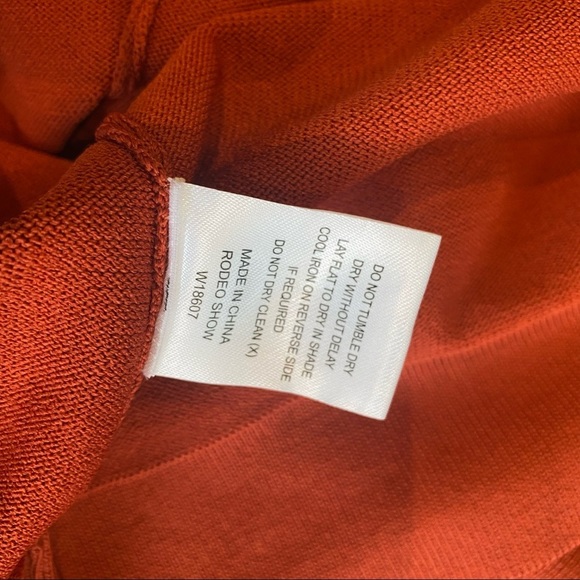 DO NOT TUMBLE DRY
DRY WITHOUT DELAY
LAY FLAT TO DRY IN SHADE
COOL IRON ON REVERSE SIDE
IF REQUIRED
DO NOT DRY CLEAN (X)
MADE IN CHINA
RODEO SHOW
W18607